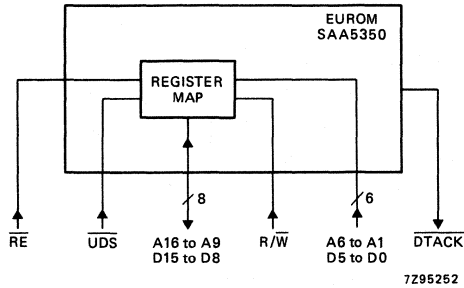 EUROM
SAA5350
REGISTER
MAP
8
6
RE
UDS
A16 to A9
D15 to D8
R/W
A6 to A1
D5 to D0
DTACK
7Z95252